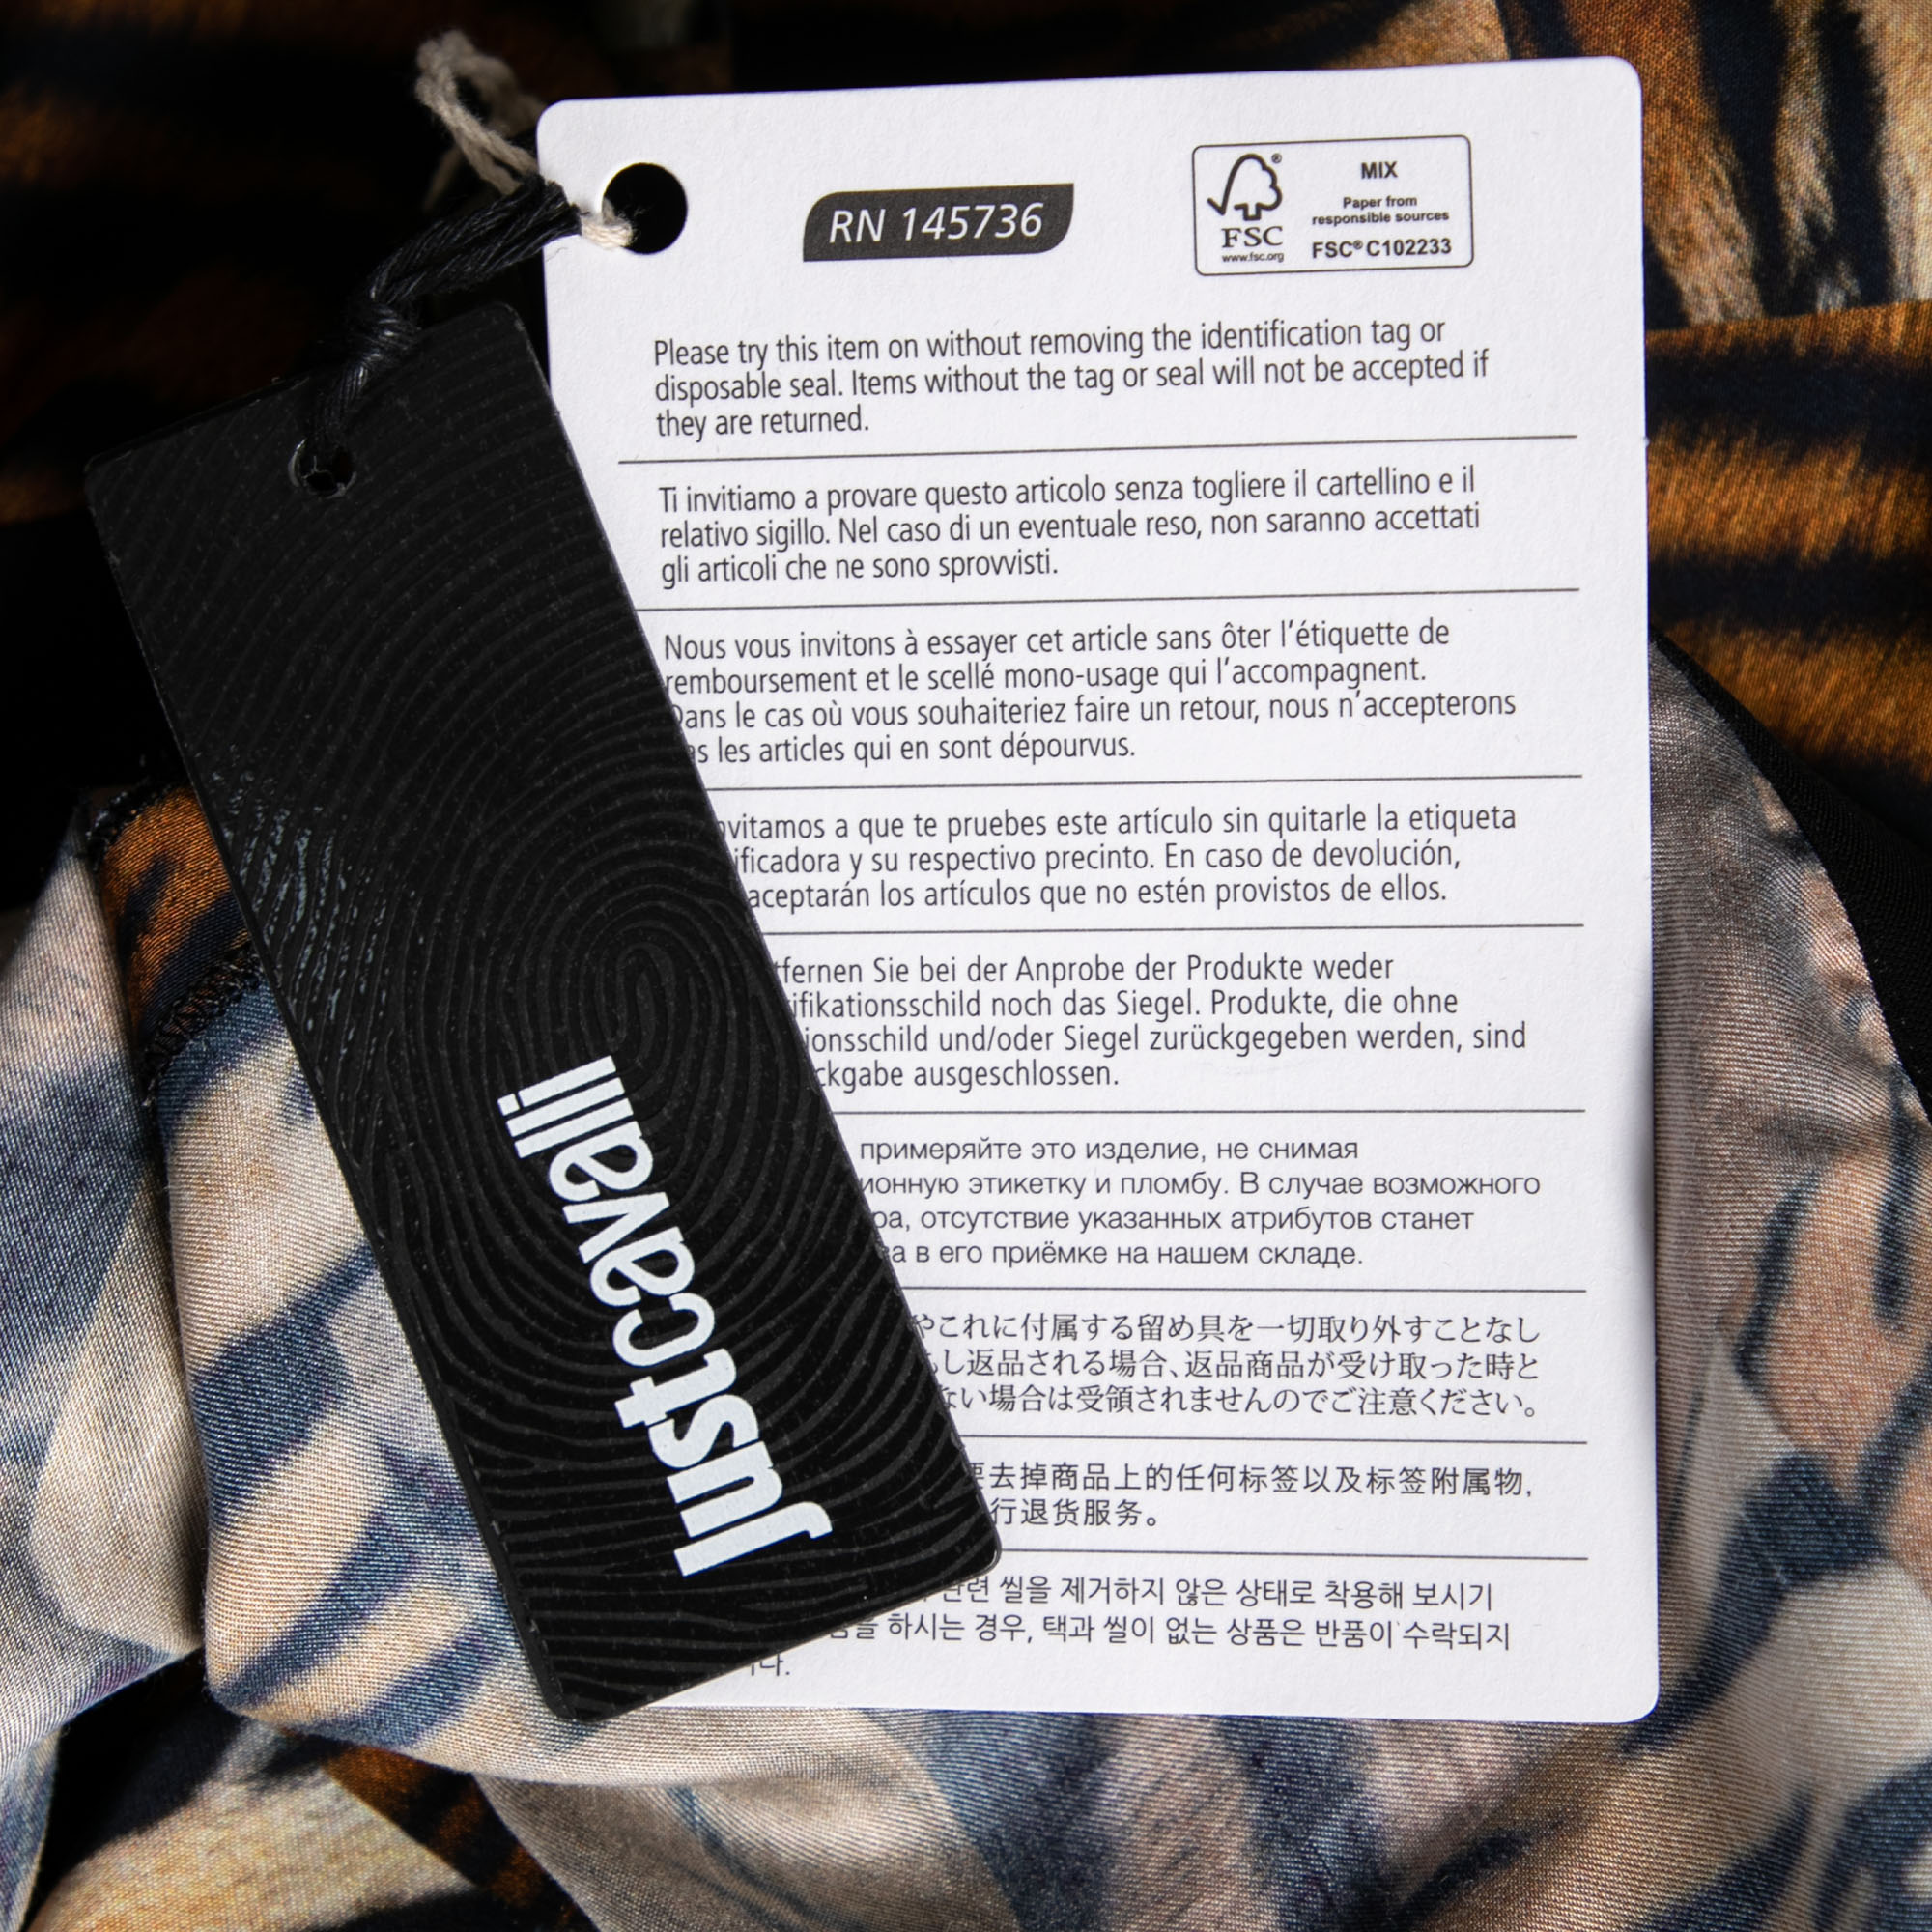 RN 145736
FSC®
www.fsc.org
MIX
Paper from
responsible sources
FSC® C102233
Please try this item on without removing the identification tag or
disposable seal. Items without the tag or seal will not be accepted if
they are returned.
Ti invitiamo a provare questo articolo senza togliere il cartellino e il
relativo sigillo. Nel caso di un eventuale reso, non saranno accettati
gli articoli che ne sono sprovvisti.
Nous vous invitons à essayer cet article sans ôter l'étiquette de
remboursement et le scellé mono-usage qui l'accompagnent.
Dans le cas où vous souhaiteriez faire un retour, nous n'accepterons
les articles qui en sont dépourvus.
a que te pruebes este artículo sin quitarle la etiqueta
y su respectivo precinto. En caso de devolución,
aceptarán los artículos que no estén provistos de ellos.
Sie bei der Anprobe der Produkte weder
noch das Siegel. Produkte, die ohne
und/oder Siegel zurückgegeben werden, sind
ausgeschlossen.
примеряйте это изделие, не снимая
этикетку и пломбу. В случае возможного
отсутствие указанных атрибутов станет
в его приёмке на нашем складе.
やこれに付属する留め具を一切取り外すことなし
し返品される場合、返品商品が受け取った時と
ない場合は受領されませんのでご注意ください。
去掉商品上的任何标签以及标签附属物,
行退货服务。
씰을 제거하지 않은 상태로 착용해 보시기
하시는 경우, 택과 씰이 없는 상품은 반품이 수락되지
just cavalli